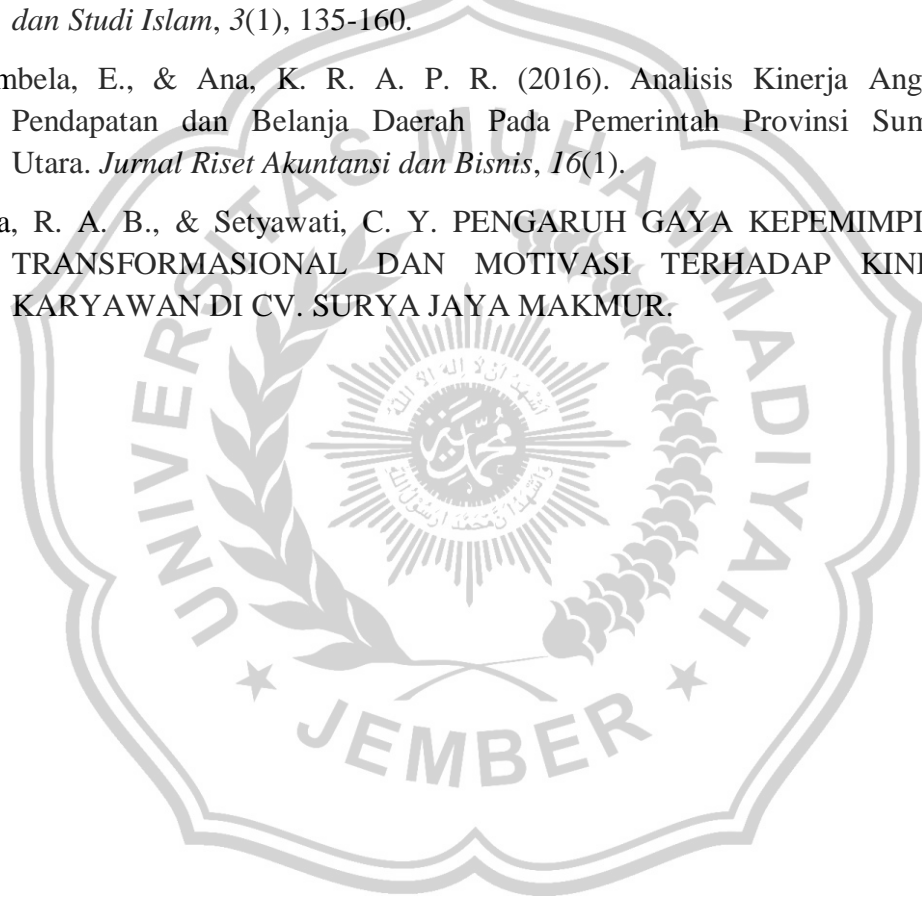 dan Studi Islam, 3(1), 135-160.
mbela, E., & Ana, K. R. A. P. R. (2016). Analisis Kinerja Ang
Pendapatan dan Belanja Daerah Pada Pemerintah Provinsi Sum
Utara. Jurnal Riset Akuntansi dan Bisnis, 16(1).
a, R. A. B., & Setyawati, C. Y. PENGARUH GAYA KEPEMIMPI
TRANSFORMASIONAL DAN MOTIVASI TERHADAP KINE
KARYAWAN DI CV. SURYA JAYA MAKMUR.
UNIVERSITAS MUHAMMADIYAH
JEMBER